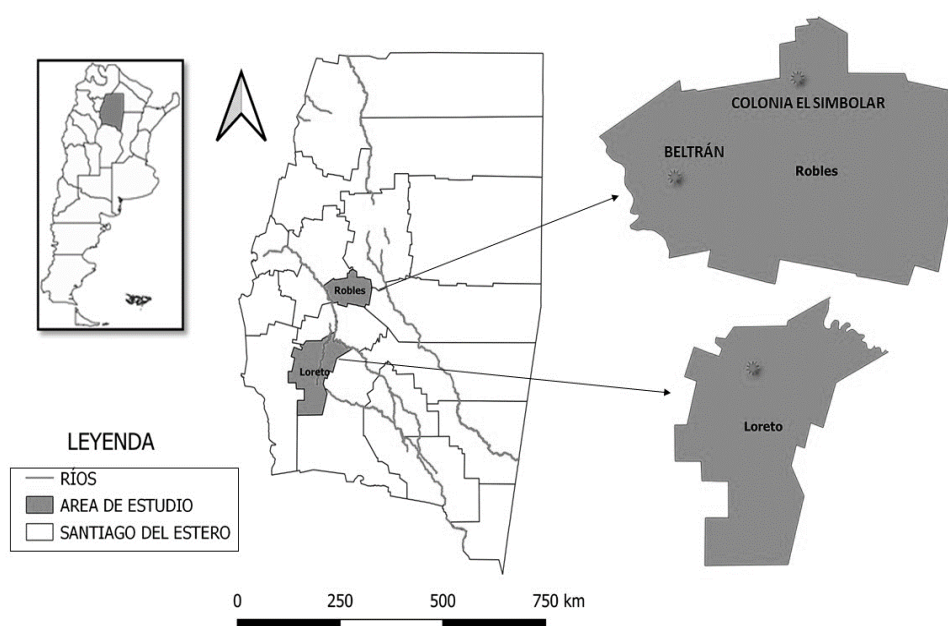 COLONIA EL SIMBOLAR
BELTRÁN
Robles
Robles
Loreto
Loreto
LEYENDA
RÍOS
AREA DE ESTUDIO
SANTIAGO DEL ESTERO
0 250 500 750 km